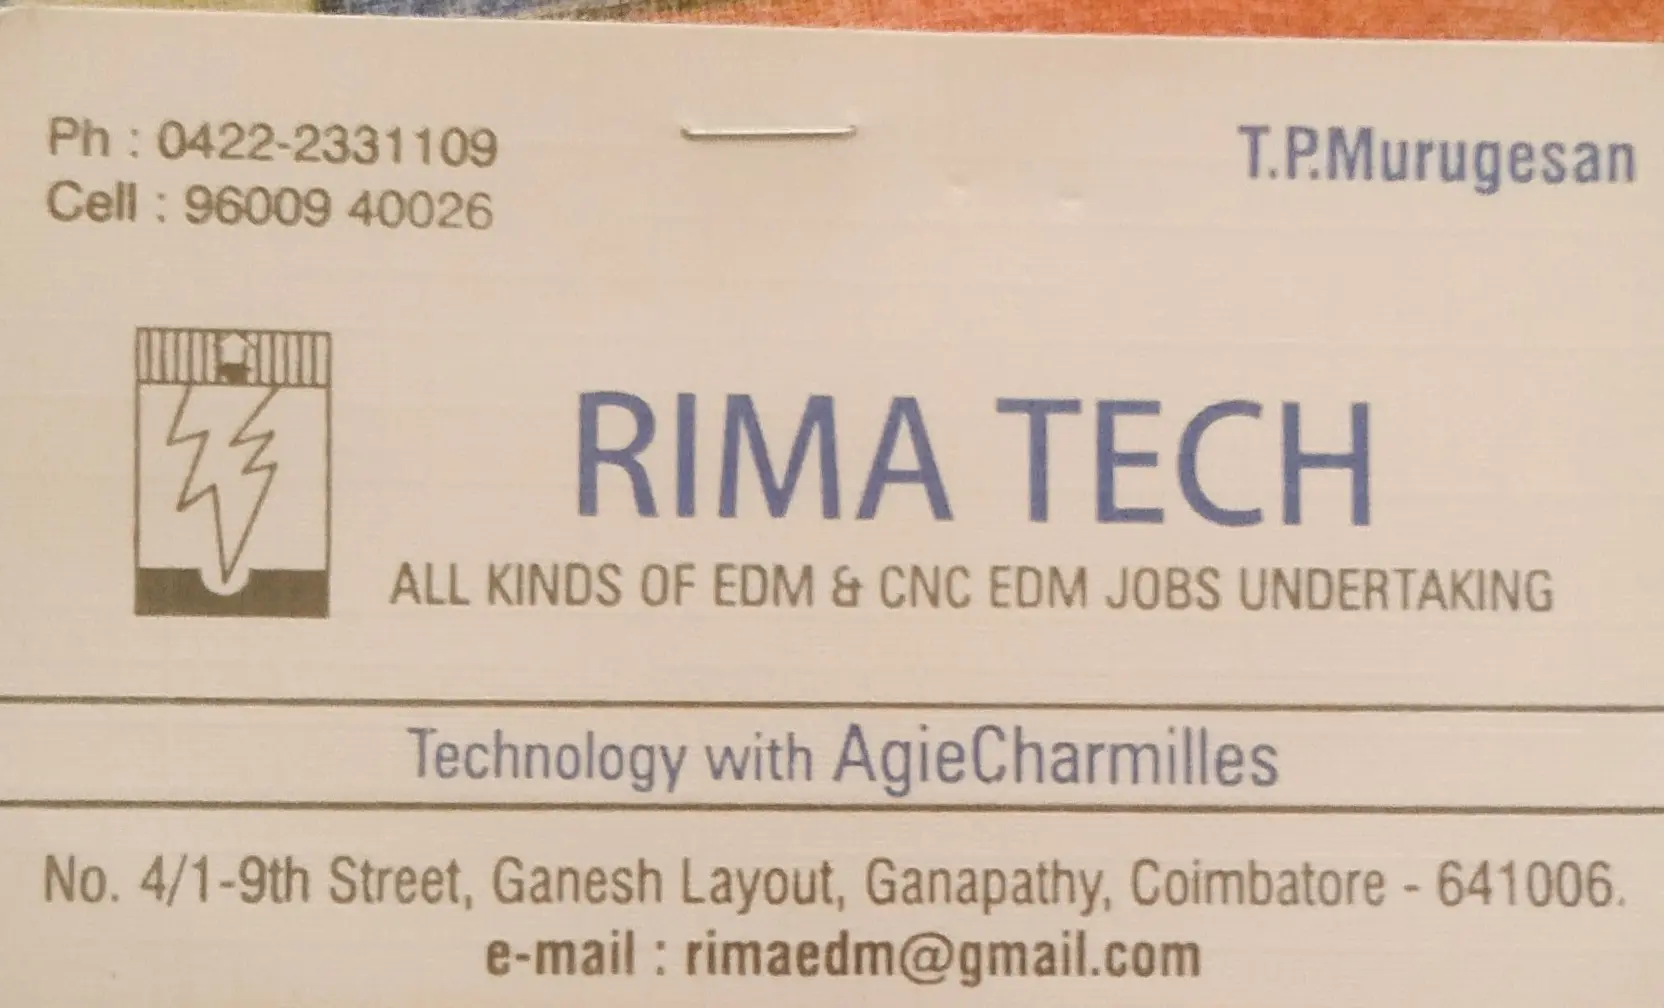 Ph : 0422-2331109
Cell : 96009 40026
T.P.Murugesan
RIMA TECH
ALL KINDS OF EDM & CNC EDM JOBS UNDERTAKING
Technology with AgieCharmilles
No. 4/1-9th Street, Ganesh Layout, Ganapathy, Coimbatore - 641006.
e-mail : rimaedm@gmail.com